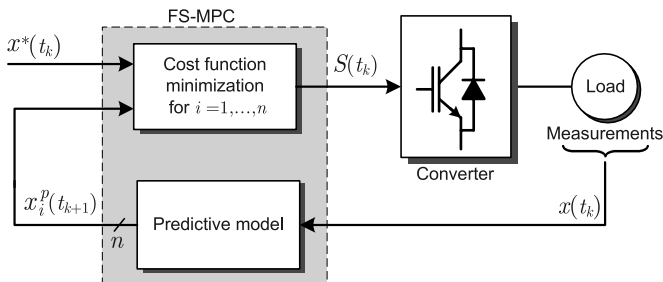 FS-MPC
x*(t_k)
Cost function
minimization
for i=1,...,n
S(t_k)
Load
Measurements
Converter
x_i^p(t_{k+1})
n
Predictive model
x(t_k)